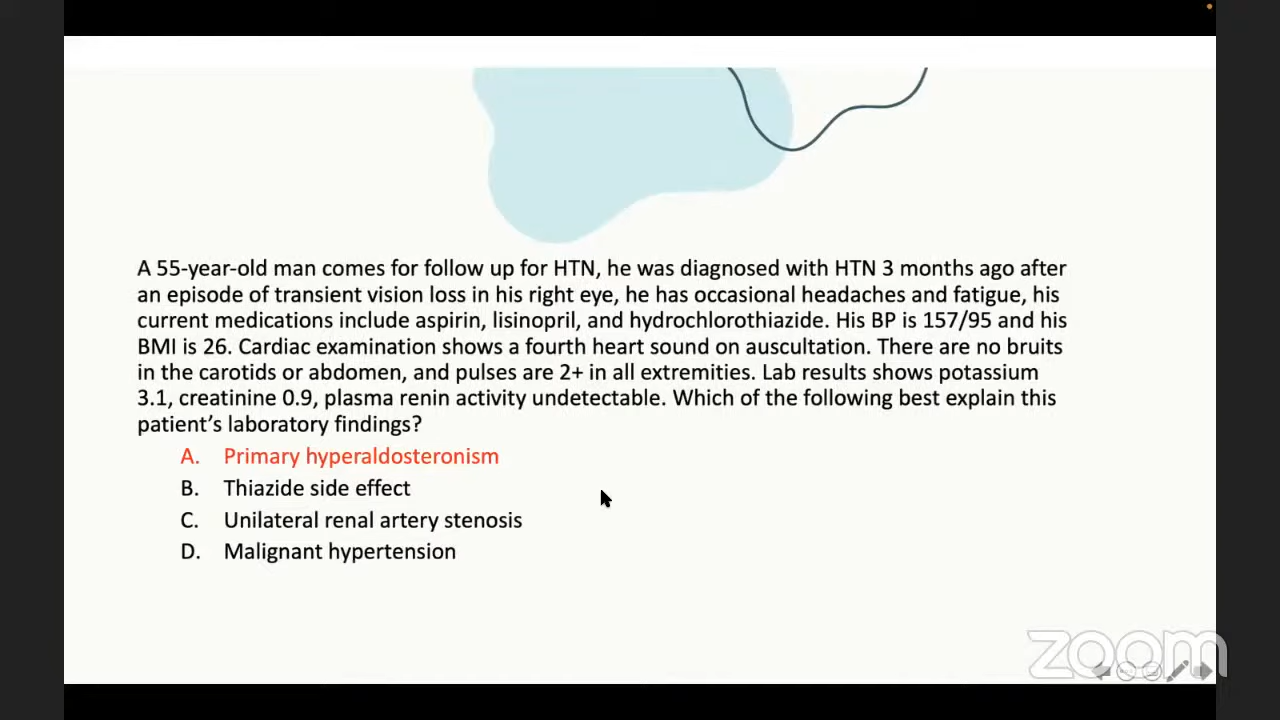 A 55-year-old man comes for follow up for HTN, he was diagnosed with HTN 3 months ago after
an episode of transient vision loss in his right eye, he has occasional headaches and fatigue, his
current medications include aspirin, lisinopril, and hydrochlorothiazide. His BP is 157/95 and his
BMI is 26. Cardiac examination shows a fourth heart sound on auscultation. There are no bruits
in the carotids or abdomen, and pulses are 2+ in all extremities. Lab results shows potassium
3.1, creatinine 0.9, plasma renin activity undetectable. Which of the following best explain this
patient's laboratory findings?
A. Primary hyperaldosteronism
B. Thiazide side effect
C. Unilateral renal artery stenosis
D. Malignant hypertension
zoom